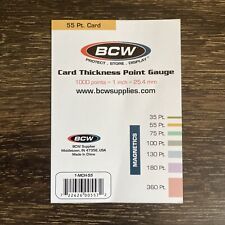 55 Pt. Card
BCW
PROTECT . STORE . DISPLAY
Card Thickness Point Gauge
1000 points = 1 inch = 25.4 mm
www.bcwsupplies.com
35 Pt.
55 Pt.
75 Pt.
100 Pt.
130 Pt.
180 Pt.
360 Pt.
MAGNETICS
BCW
BCW Supplier
Middletown, IN 47356, USA
Made in China
1-MCH-55